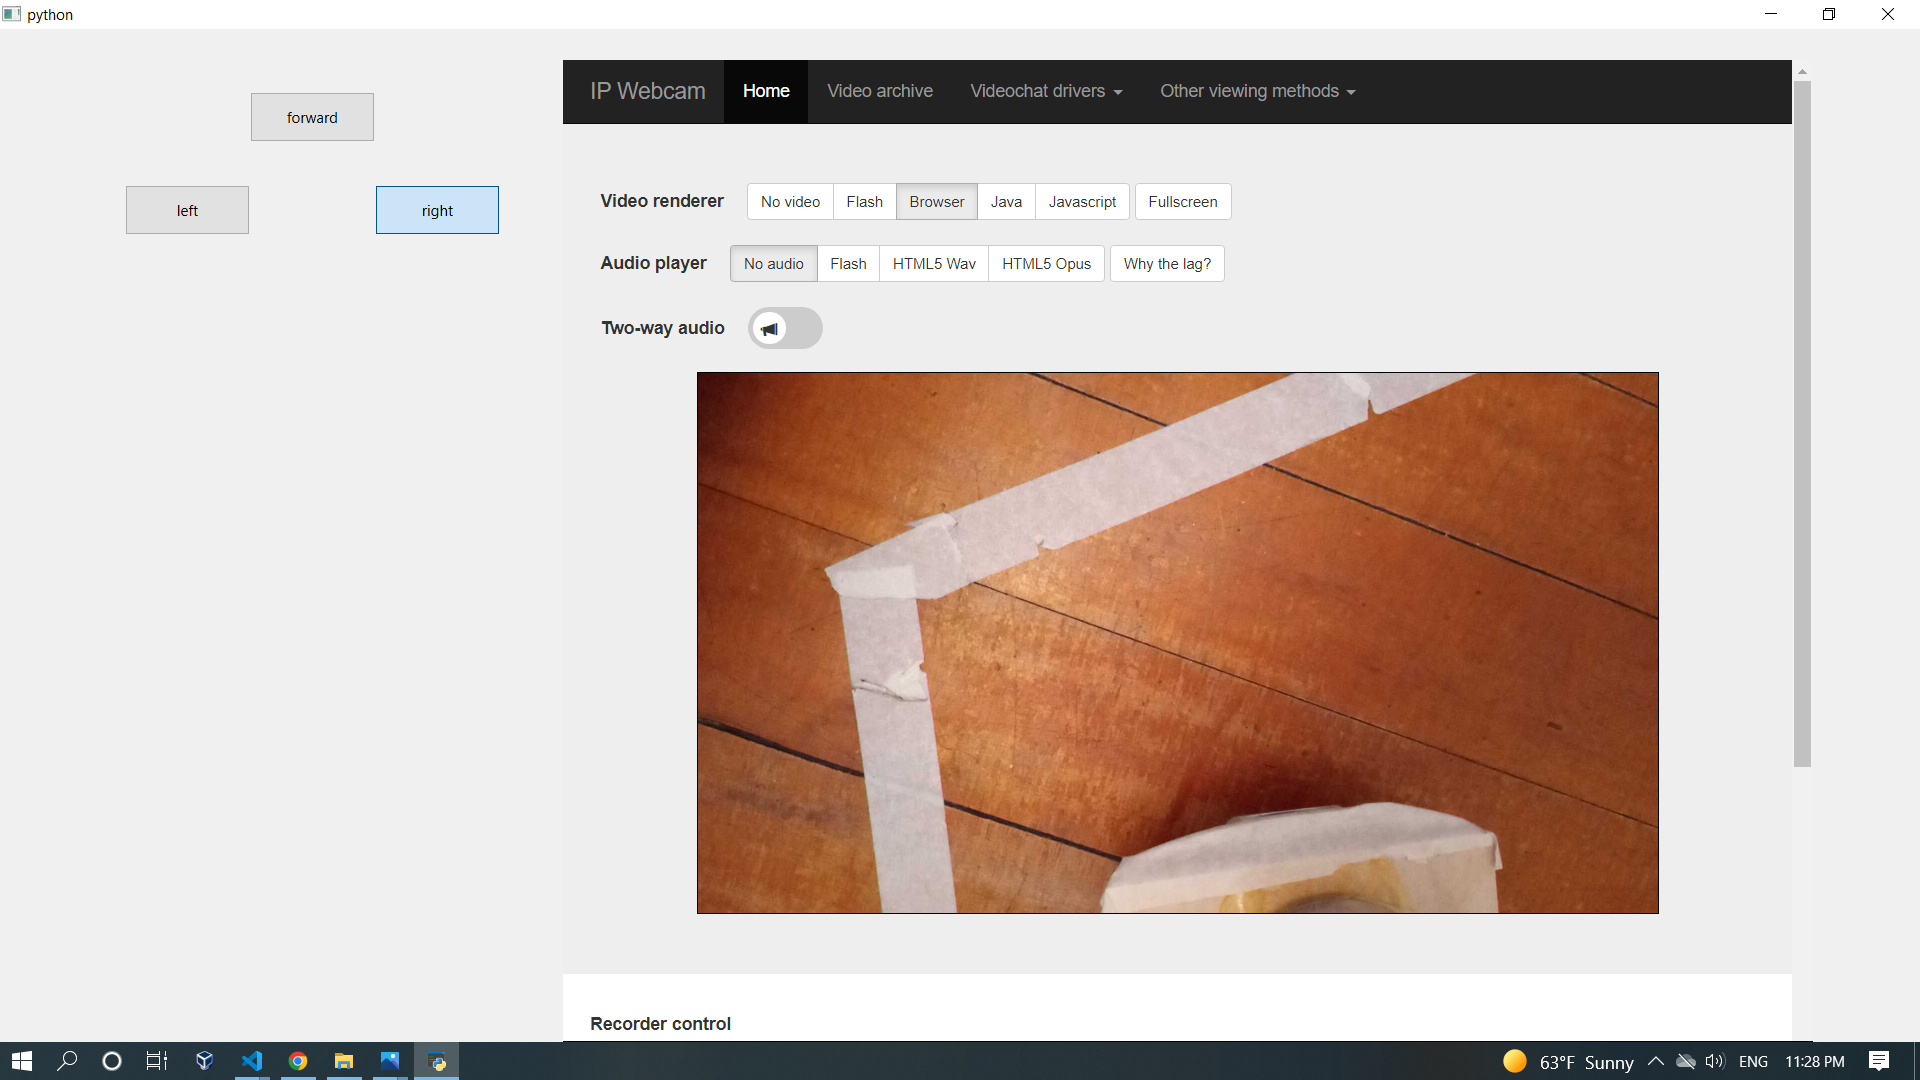 python
forward
left right
IP Webcam Home Video archive Videochat drivers Other viewing methods
Video renderer No video Flash Browser Java Javascript Fullscreen
Audio player No audio Flash HTML5 Wav HTML5 Opus Why the lag?
Two-way audio
Recorder control
63°F Sunny ENG 11:28 PM